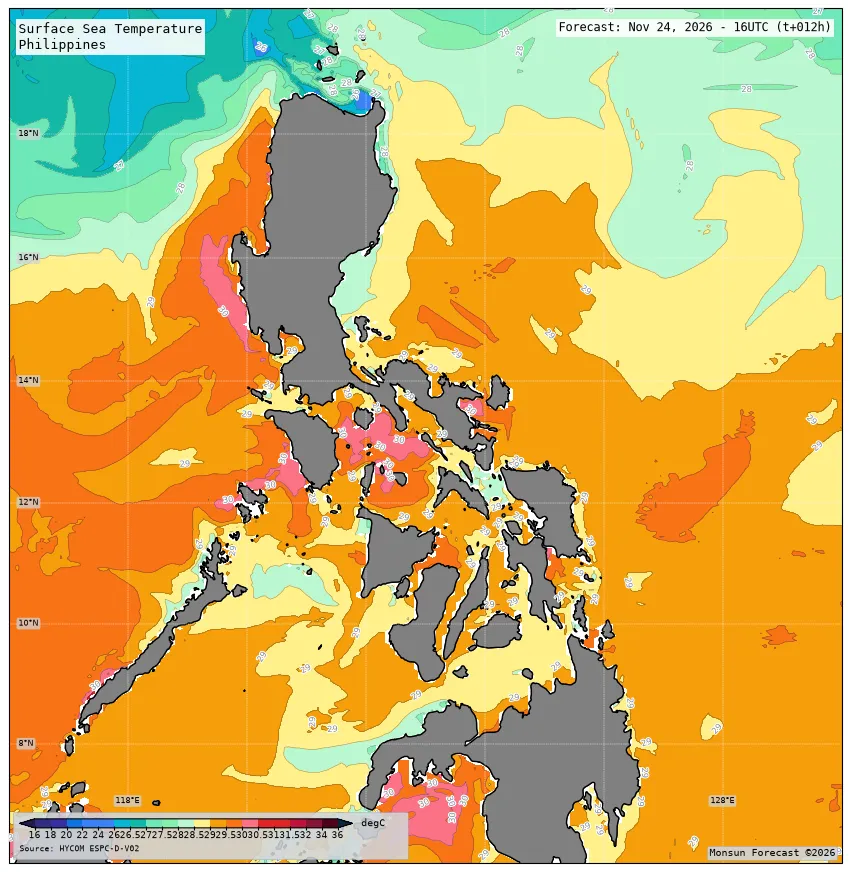 Surface Sea Temperature
Philippines
Forecast: Nov 24, 2026 - 16UTC (t+012h)
18°N
16°N
14°N
12°N
10°N
8°N
118°E
128°E
16 18 20 22 24 26 26.5 27 27.5 28 28.5 29 29.5 30 30.5 31 31.5 32 34 36 degC
Source: HYCOM ESPC-D-V02
Monsun Forecast ©2026